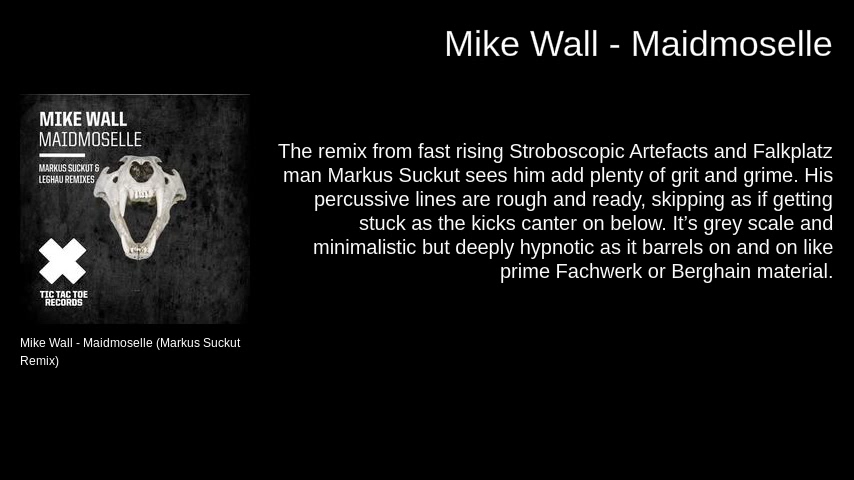 Mike Wall - Maidmoselle
MIKE WALL
MAIDMOSELLE
MARKUS SUCKUT &
LEGHAU REMIXES
TIC TAC TOE
RECORDS
Mike Wall - Maidmoselle (Markus Suckut
Remix)
The remix from fast rising Stroboscopic Artefacts and Falkplatz
man Markus Suckut sees him add plenty of grit and grime. His
percussive lines are rough and ready, skipping as if getting
stuck as the kicks canter on below. It’s grey scale and
minimalistic but deeply hypnotic as it barrels on and on like
prime Fachwerk or Berghain material.